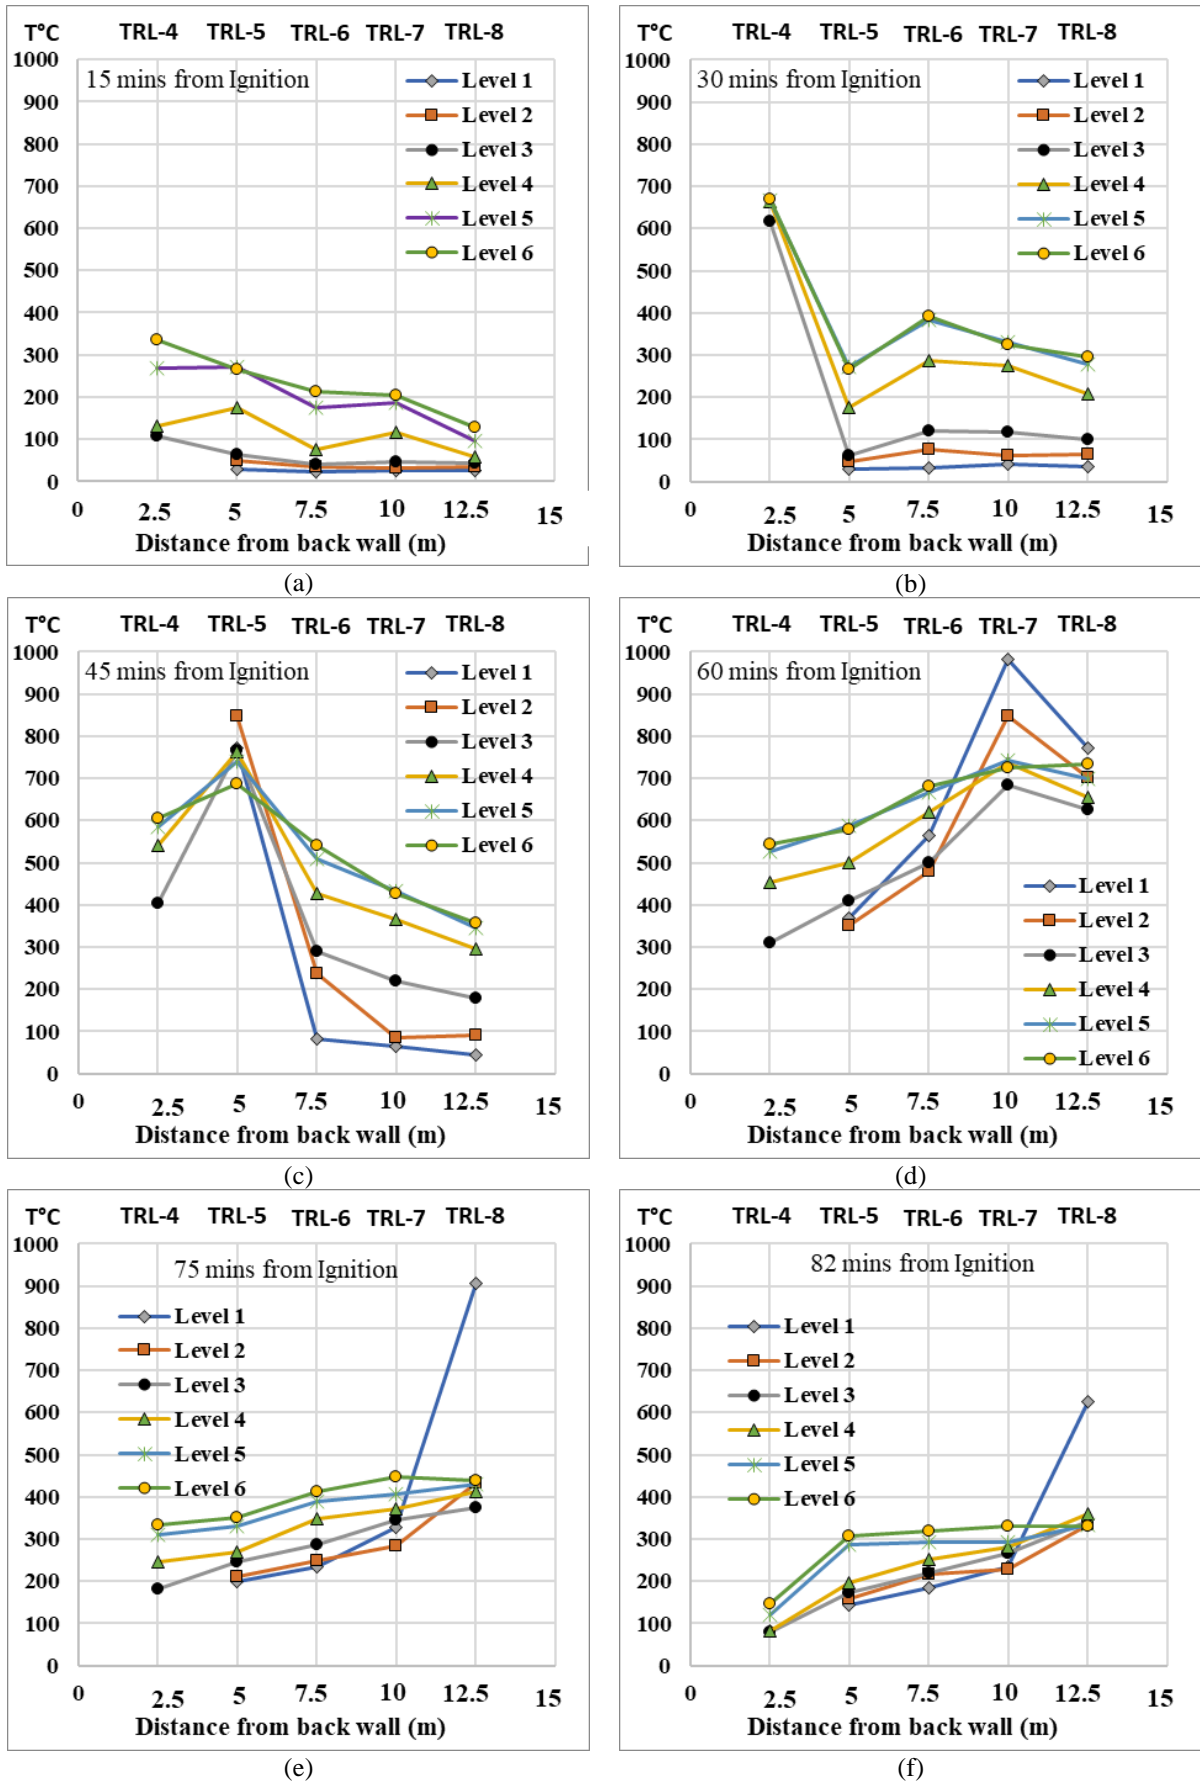 T°C TRL-4 TRL-5 TRL-6 TRL-7 TRL-8
1000
15 mins from Ignition
Level 1
900
Level 2
800
Level 3
700
Level 4
Level 5
600
Level 6
500
400
300
200
100
0
0 2.5 5 7.5 10 12.5 15
Distance from back wall (m)
(a)
T°C TRL-4 TRL-5 TRL-6 TRL-7 TRL-8
1000
30 mins from Ignition
Level 1
900
Level 2
800
Level 3
700
Level 4
Level 5
600
Level 6
500
400
300
200
100
0
0 2.5 5 7.5 10 12.5 15
Distance from back wall (m)
(b)
T°C TRL-4 TRL-5 TRL-6 TRL-7 TRL-8
1000
45 mins from Ignition
Level 1
900
Level 2
800
Level 3
700
Level 4
Level 5
600
Level 6
500
400
300
200
100
0
0 2.5 5 7.5 10 12.5 15
Distance from back wall (m)
(c)
T°C TRL-4 TRL-5 TRL-6 TRL-7 TRL-8
1000
60 mins from Ignition
900
800
700
600
500
Level 1
400
Level 2
300
Level 3
200
Level 4
100
Level 5
Level 6
0
0 2.5 5 7.5 10 12.5 15
Distance from back wall (m)
(d)
T°C TRL-4 TRL-5 TRL-6 TRL-7 TRL-8
1000
75 mins from Ignition
900
Level 1
800
Level 2
700
Level 3
600
Level 4
500
Level 5
Level 6
400
300
200
100
0
0 2.5 5 7.5 10 12.5 15
Distance from back wall (m)
(e)
T°C TRL-4 TRL-5 TRL-6 TRL-7 TRL-8
1000
82 mins from Ignition
900
Level 1
800
Level 2
700
Level 3
600
Level 4
500
Level 5
400
Level 6
300
200
100
0
0 2.5 5 7.5 10 12.5 15
Distance from back wall (m)
(f)